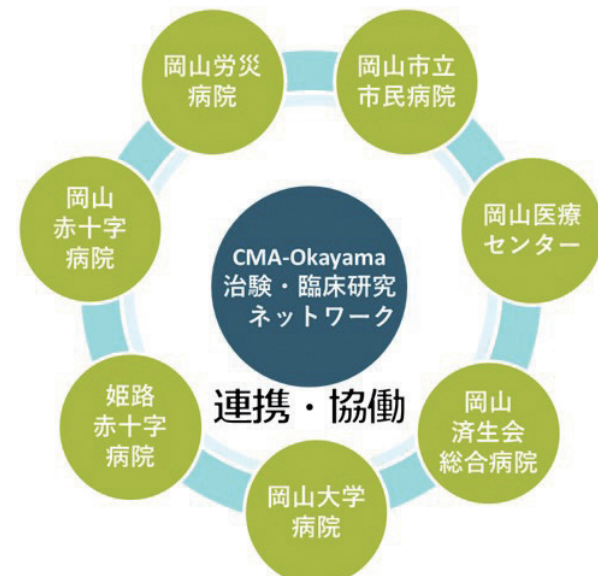 岡山労災
病院
岡山市立
市民病院
岡山
赤十字
病院
岡山医療
センター
CMA-Okayama
治験・臨床研究
ネットワーク
連携・協働
姫路
赤十字
病院
岡山
済生会
総合病院
岡山大学
病院